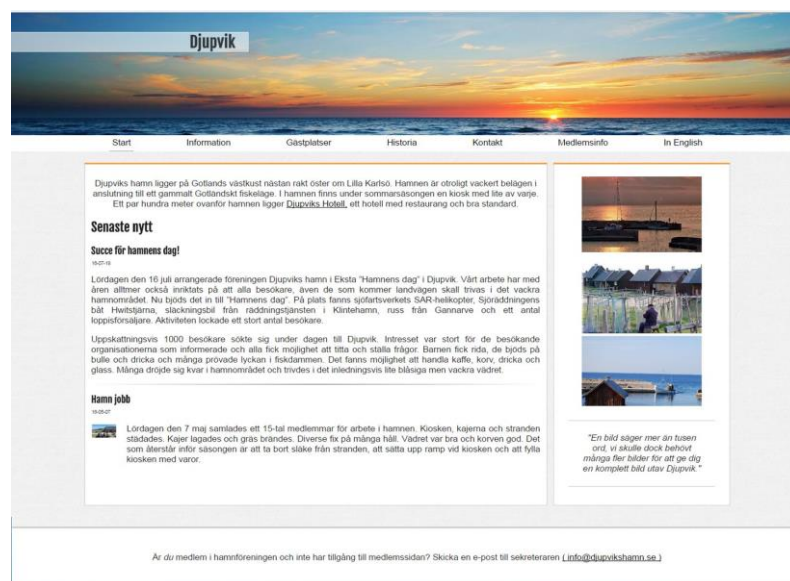 Djupvik
Start Information Gästplatser Historia Kontakt Medlemsinfo In English
Djupviks hamn ligger på Gotlands västkust nästan rakt öster om Lilla Karlsö. Hamnen är otroligt vackert belägen i
anslutning till ett gammalt Gotländskt fiskeläge. I hamnen finns under sommarsäsongen en kiosk med lite av varje.
Ett par hundra meter ovanför hamnen ligger Djupviks Hotell, ett hotell med restaurang och bra standard.
Senaste nytt
Succe för hamnens dag!
16-07-16
Lördagen den 16 juli arrangerade föreningen Djupviks hamn i Eksta "Hamnens dag" i Djupvik. Vårt arbete har med
åren alltmer också inriktats på att alla besökare, även de som kommer landvägen skall trivas i det vackra
hamnområdet. Nu bjöds det in till "Hamnens dag". På plats fanns sjöfartsverkets SAR-helikopter, Sjöräddningens
båt Hwitstjärna, släckningsbil från räddningstjänsten i Klintehamn, russ från Gannarve och ett antal
loppisförsäljare. Aktiviteten lockade ett stort antal besökare.
Uppskattningsvis 1000 besökare sökte sig under dagen till Djupvik. Intresset var stort för de besökande
organisationerna som informerade och alla fick möjlighet att titta och ställa frågor. Barnen fick rida, de bjöds på
bulle och dricka och många prövade lyckan i fiskdammen. Det fanns möjlighet att handla kaffe, korv, dricka och
glass. Många dröjde sig kvar i hamnområdet och trivdes i det inledningsvis lite blåsiga men vackra vädret.
Hamn jobb
16-05-27
Lördagen den 7 maj samlades ett 15-tal medlemmar för arbete i hamnen. Kiosken, kajerna och stranden
städades. Kajer lagades och gräs brändes. Diverse fix på många håll. Vädret var bra och korven god. Det
som återstår inför säsongen är att ta bort släke från stranden, att sätta upp ramp vid kiosken och att fylla
kiosken med varor.
"En bild säger mer än tusen
ord, vi skulle dock behövt
många fler bilder för att ge dig
en komplett bild utav Djupvik."
Är du medlem i hamnföreningen och inte har tillgång till medlemssidan? Skicka en e-post till sekreteraren ( info@djupvikshamn.se )